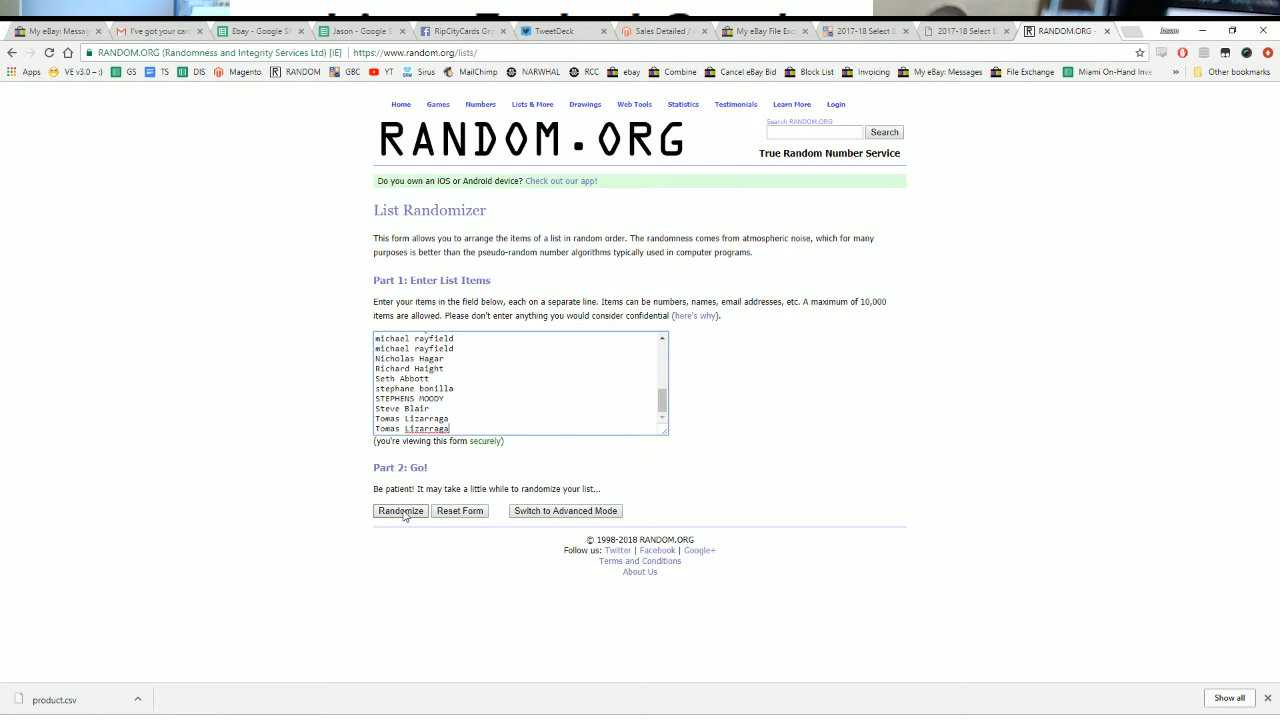 My eBay: Messag
I've got your card
Ebay - Google Sh
Jason - Google S
RipCityCards Gro
TweetDeck
Sales Detailed / A
My eBay File Exc
2017-18 Select B
2017-18 Select B
RANDOM.ORG -
RANDOM.ORG (Randomness and Integrity Services Ltd) [IE] https://www.random.org/lists/
Apps VE v3.0 -- :) GS TS DIS Magento RANDOM GBC YT Sirus MailChimp NARWHAL RCC ebay Combine Cancel eBay Bid Block List Invoicing My eBay: Messages File Exchange Miami On-Hand Inve » Other bookmarks
Home Games Numbers Lists & More Drawings Web Tools Statistics Testimonials Learn More Login
RANDOM.ORG
Search RANDOM.ORG
Search
True Random Number Service
Do you own an iOS or Android device? Check out our app!
List Randomizer
This form allows you to arrange the items of a list in random order. The randomness comes from atmospheric noise, which for many
purposes is better than the pseudo-random number algorithms typically used in computer programs.
Part 1: Enter List Items
Enter your items in the field below, each on a separate line. Items can be numbers, names, email addresses, etc. A maximum of 10,000
items are allowed. Please don't enter anything you would consider confidential (here's why).
michael rayfield
michael rayfield
Nicholas Hagar
Richard Haight
Seth Abbott
stephane bonilla
STEPHENS MOODY
Steve Blair
Tomas Lizarraga
Tomas Lizarraga
(you're viewing this form securely)
Part 2: Go!
Be patient! It may take a little while to randomize your list...
Randomize Reset Form Switch to Advanced Mode
© 1998-2018 RANDOM.ORG
Follow us: Twitter | Facebook | Google+
Terms and Conditions
About Us
product.csv
Show all